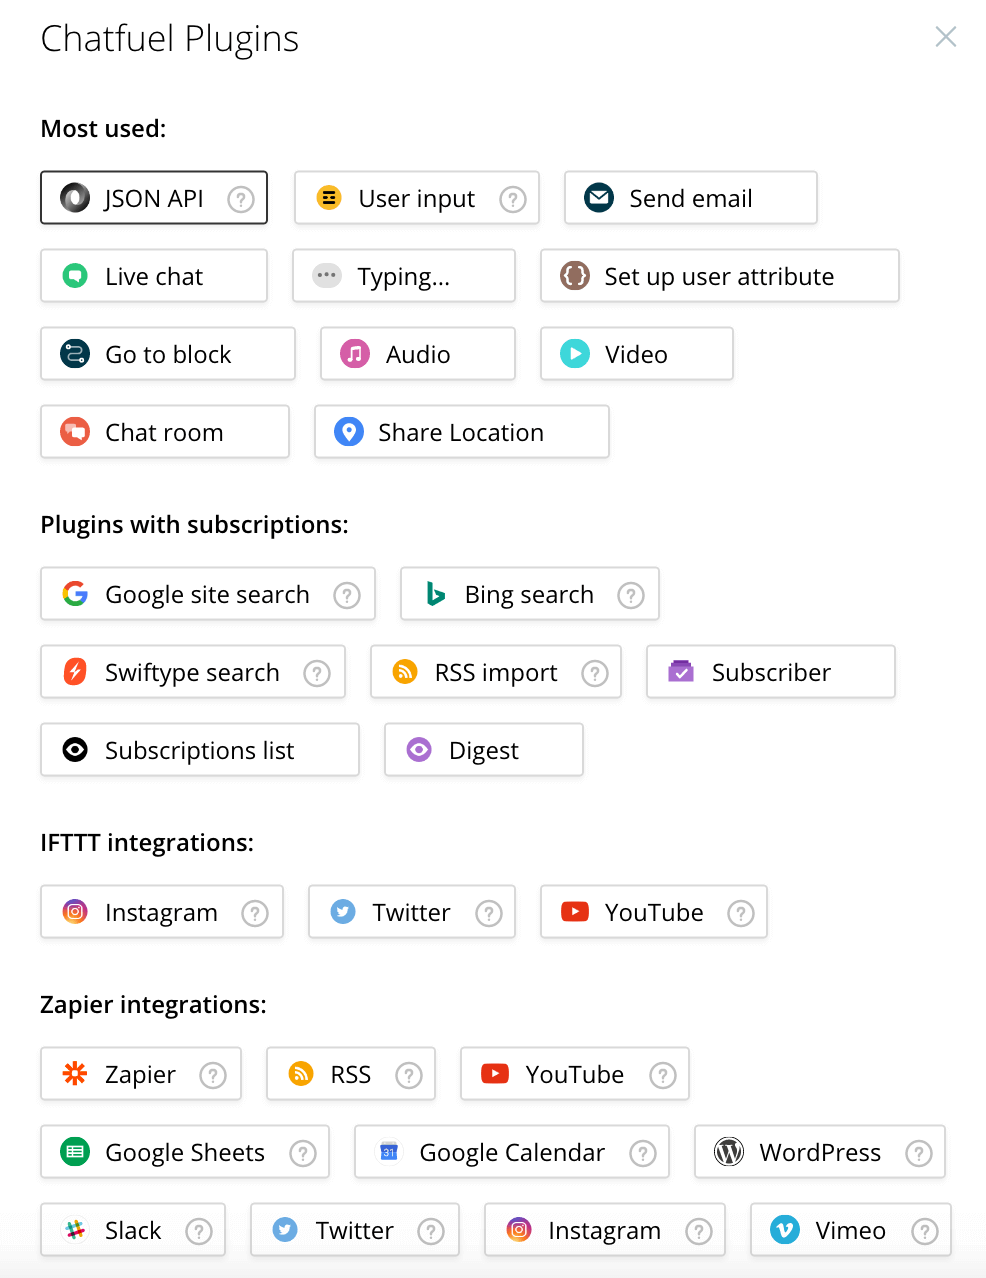 Chatfuel Plugins
Most used:
JSON API ? User input ? Send email
Live chat Typing... Set up user attribute
Go to block Audio Video
Chat room Share Location
Plugins with subscriptions:
Google site search ? Bing search ?
Swiftype search ? RSS import ? Subscriber
Subscriptions list Digest
IFTTT integrations:
Instagram ? Twitter ? YouTube ?
Zapier integrations:
Zapier ? RSS ? YouTube ?
Google Sheets ? 31 Google Calendar ? WordPress ?
Slack ? Twitter ? Instagram ? Vimeo ?